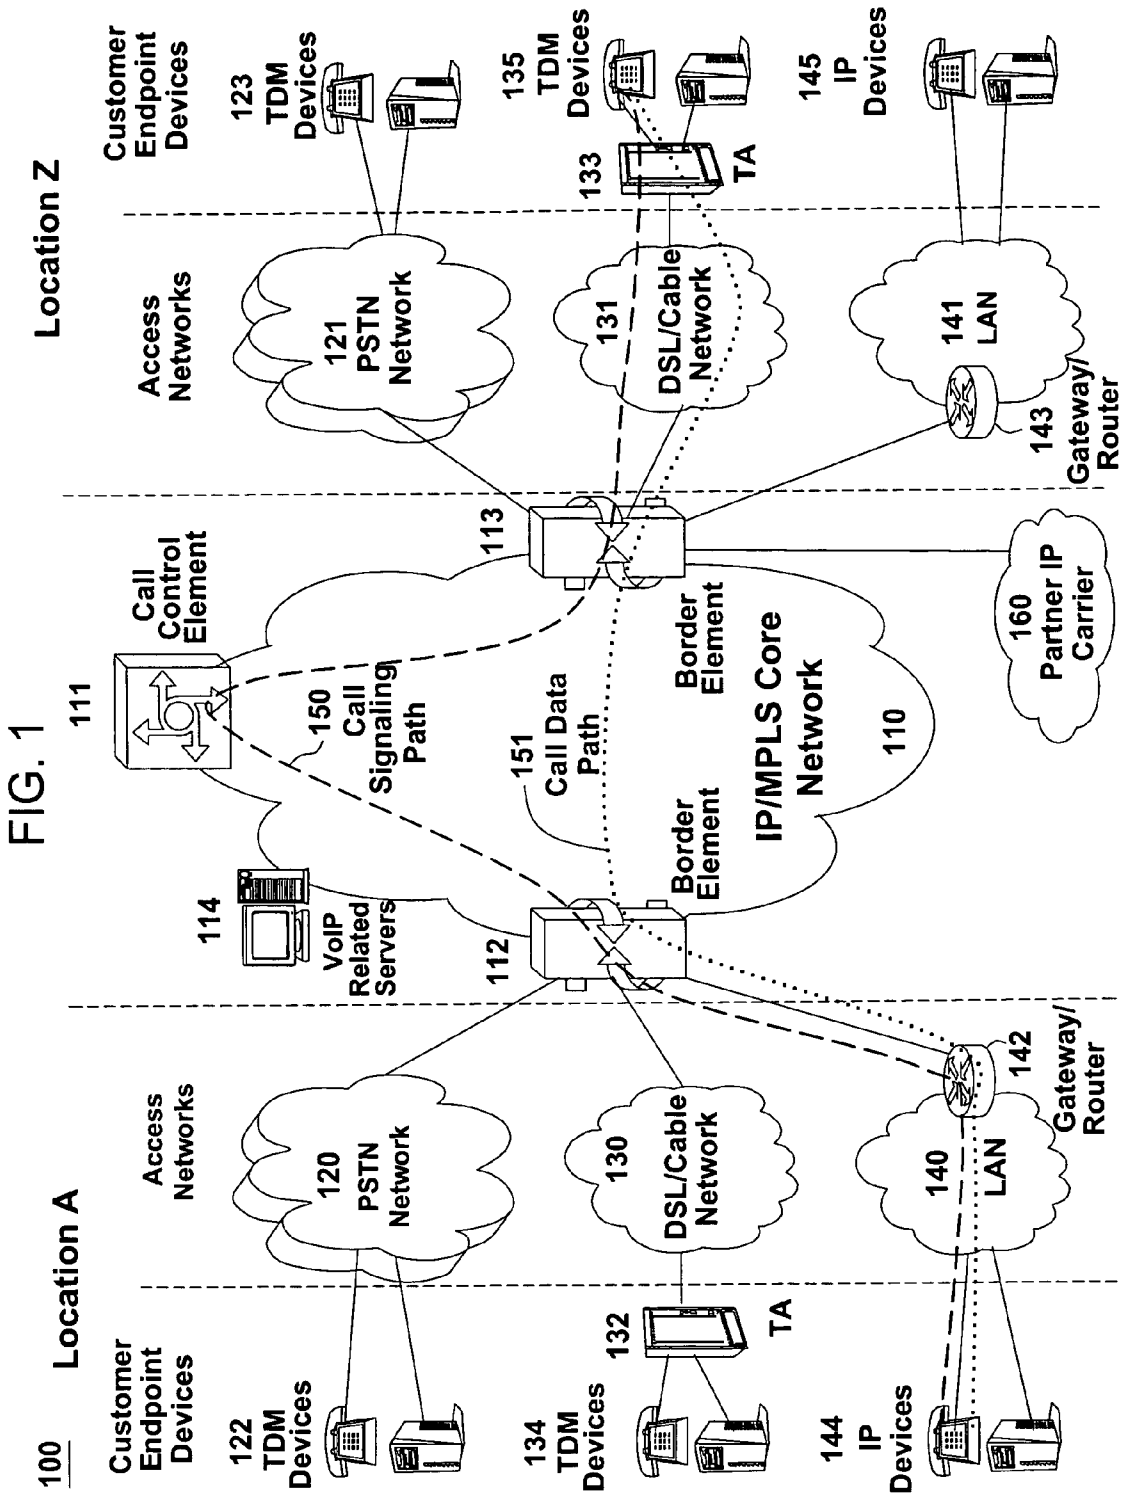 FIG. 1
100
Location A
Location Z
Customer
Endpoint
Devices
Access
Networks
Access
Networks
Customer
Endpoint
Devices
111
Call
Control
Element
114
VoIP
Related
Servers
122
TDM
Devices
120
PSTN
Network
150
Call
Signaling
Path
121
PSTN
Network
123
TDM
Devices
134
TDM
Devices
132
TA
130
DSL/Cable
Network
112
Border
Element
151
Call Data
Path
113
Border
Element
131
DSL/Cable
Network
133
TA
135
TDM
Devices
IP/MPLS Core
Network
110
144
IP
Devices
140
LAN
142
Gateway/
Router
160
Partner IP
Carrier
141
LAN
143
Gateway/
Router
145
IP
Devices